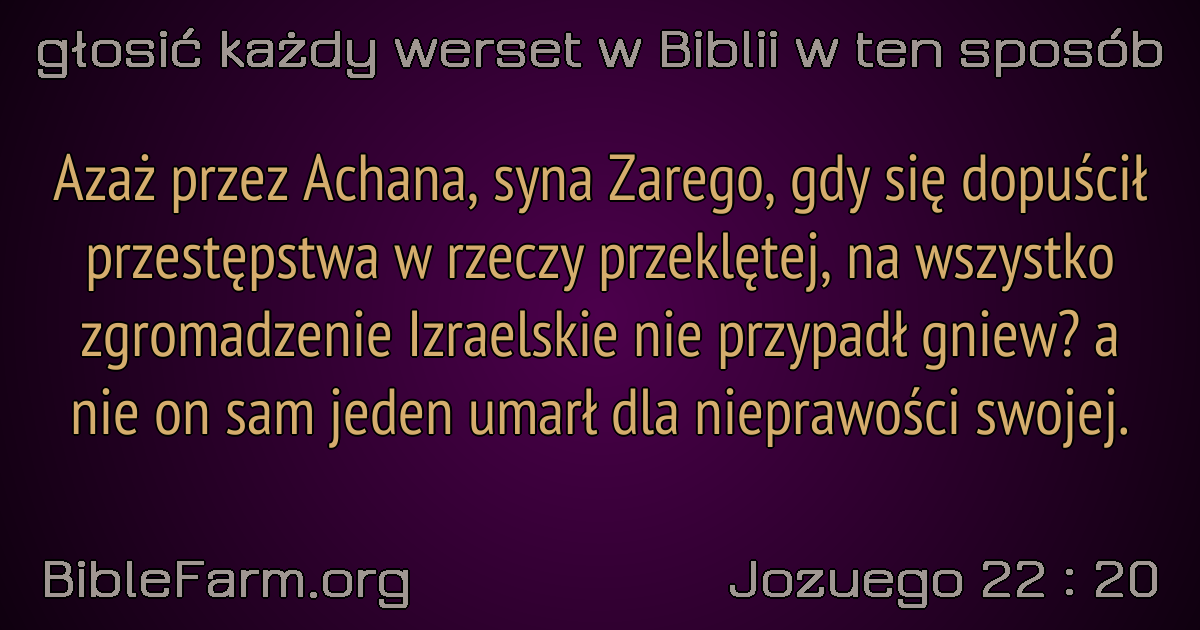 głosić każdy werset w Biblii w ten sposób
Azaż przez Achana, syna Zarego, gdy się dopuścił
przestępstwa w rzeczy przeklętej, na wszystko
zgromadzenie Izraelskie nie przypadł gniew? a
nie on sam jeden umarł dla nieprawości swojej.
BibleFarm.org
Jozuego 22 : 20